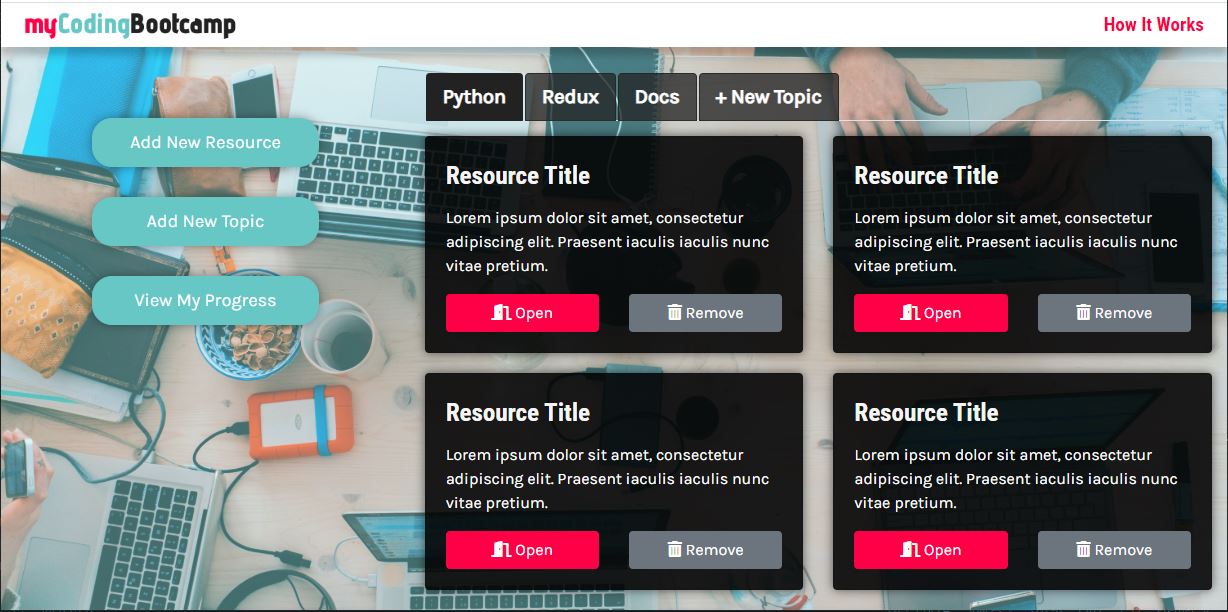 myCodingBootcamp
How It Works
Python
Redux
Docs
+ New Topic
Add New Resource
Add New Topic
View My Progress
Resource Title
Lorem ipsum dolor sit amet, consectetur
adipiscing elit. Praesent iaculis iaculis nunc
vitae pretium.
Open
Remove
Resource Title
Lorem ipsum dolor sit amet, consectetur
adipiscing elit. Praesent iaculis iaculis nunc
vitae pretium.
Open
Remove
Resource Title
Lorem ipsum dolor sit amet, consectetur
adipiscing elit. Praesent iaculis iaculis nunc
vitae pretium.
Open
Remove
Resource Title
Lorem ipsum dolor sit amet, consectetur
adipiscing elit. Praesent iaculis iaculis nunc
vitae pretium.
Open
Remove